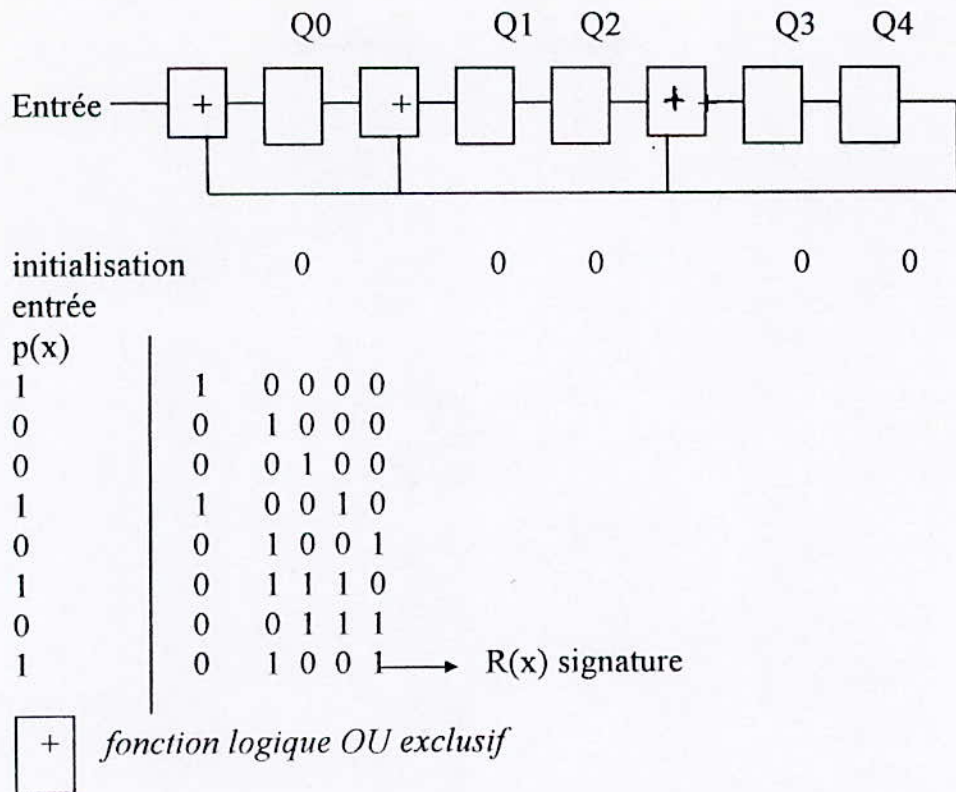 Q0 Q1 Q2 Q3 Q4
Entrée + + +
initialisation 0 0 0 0 0
entrée
p(x)
1 1 0 0 0 0
0 0 1 0 0 0
0 0 0 1 0 0
1 1 0 0 1 0
0 0 1 0 0 1
1 0 1 1 1 0
0 0 0 1 1 1
1 0 1 0 0 1 R(x) signature
+ fonction logique OU exclusif